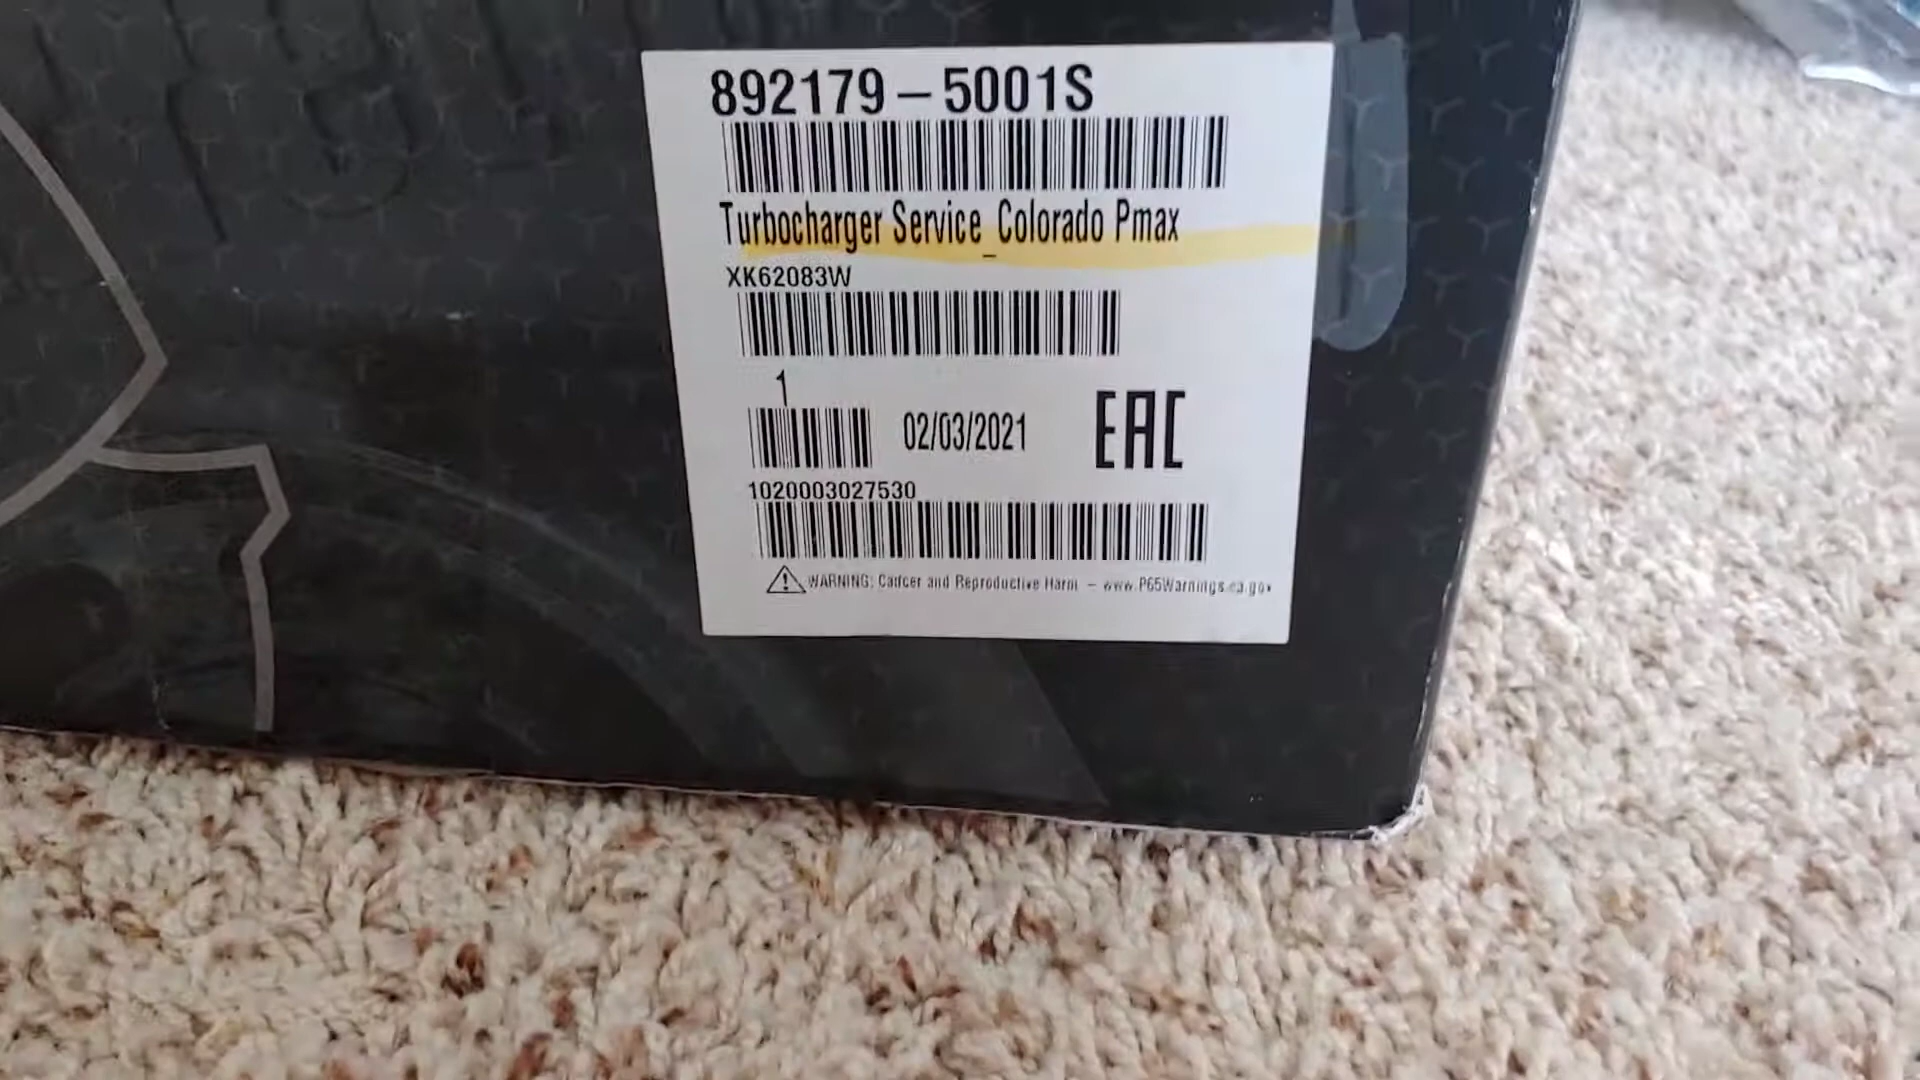 892179-5001S
Turbocharger Service_Colorado Pmax
XK62083W
1
02/03/2021
EAC
1020003027530
WARNING: Cancer and Reproductive Harm - www.P65Warnings.ca.gov